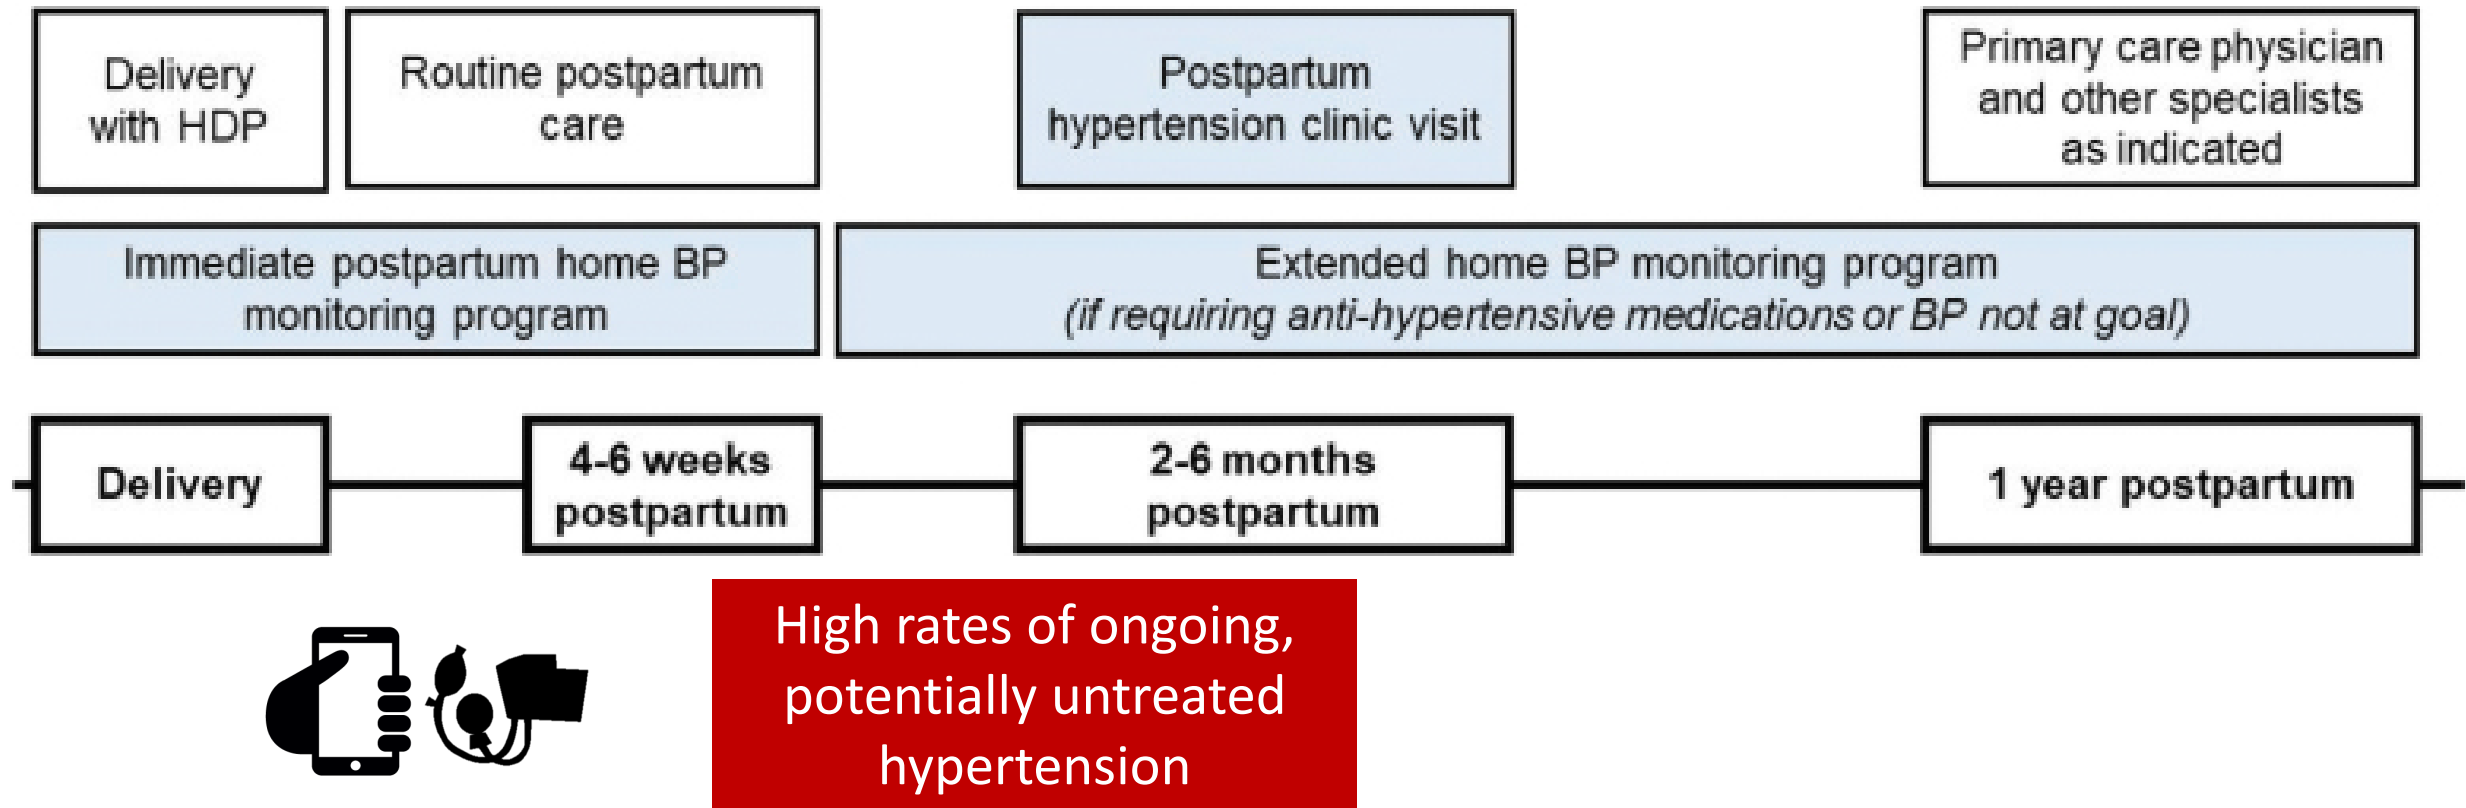 Delivery
with HDP
Routine postpartum
care
Postpartum
hypertension clinic visit
Primary care physician
and other specialists
as indicated
Immediate postpartum home BP
monitoring program
Extended home BP monitoring program
(if requiring anti-hypertensive medications or BP not at goal)
Delivery
4-6 weeks
postpartum
2-6 months
postpartum
1 year postpartum
High rates of ongoing,
potentially untreated
hypertension